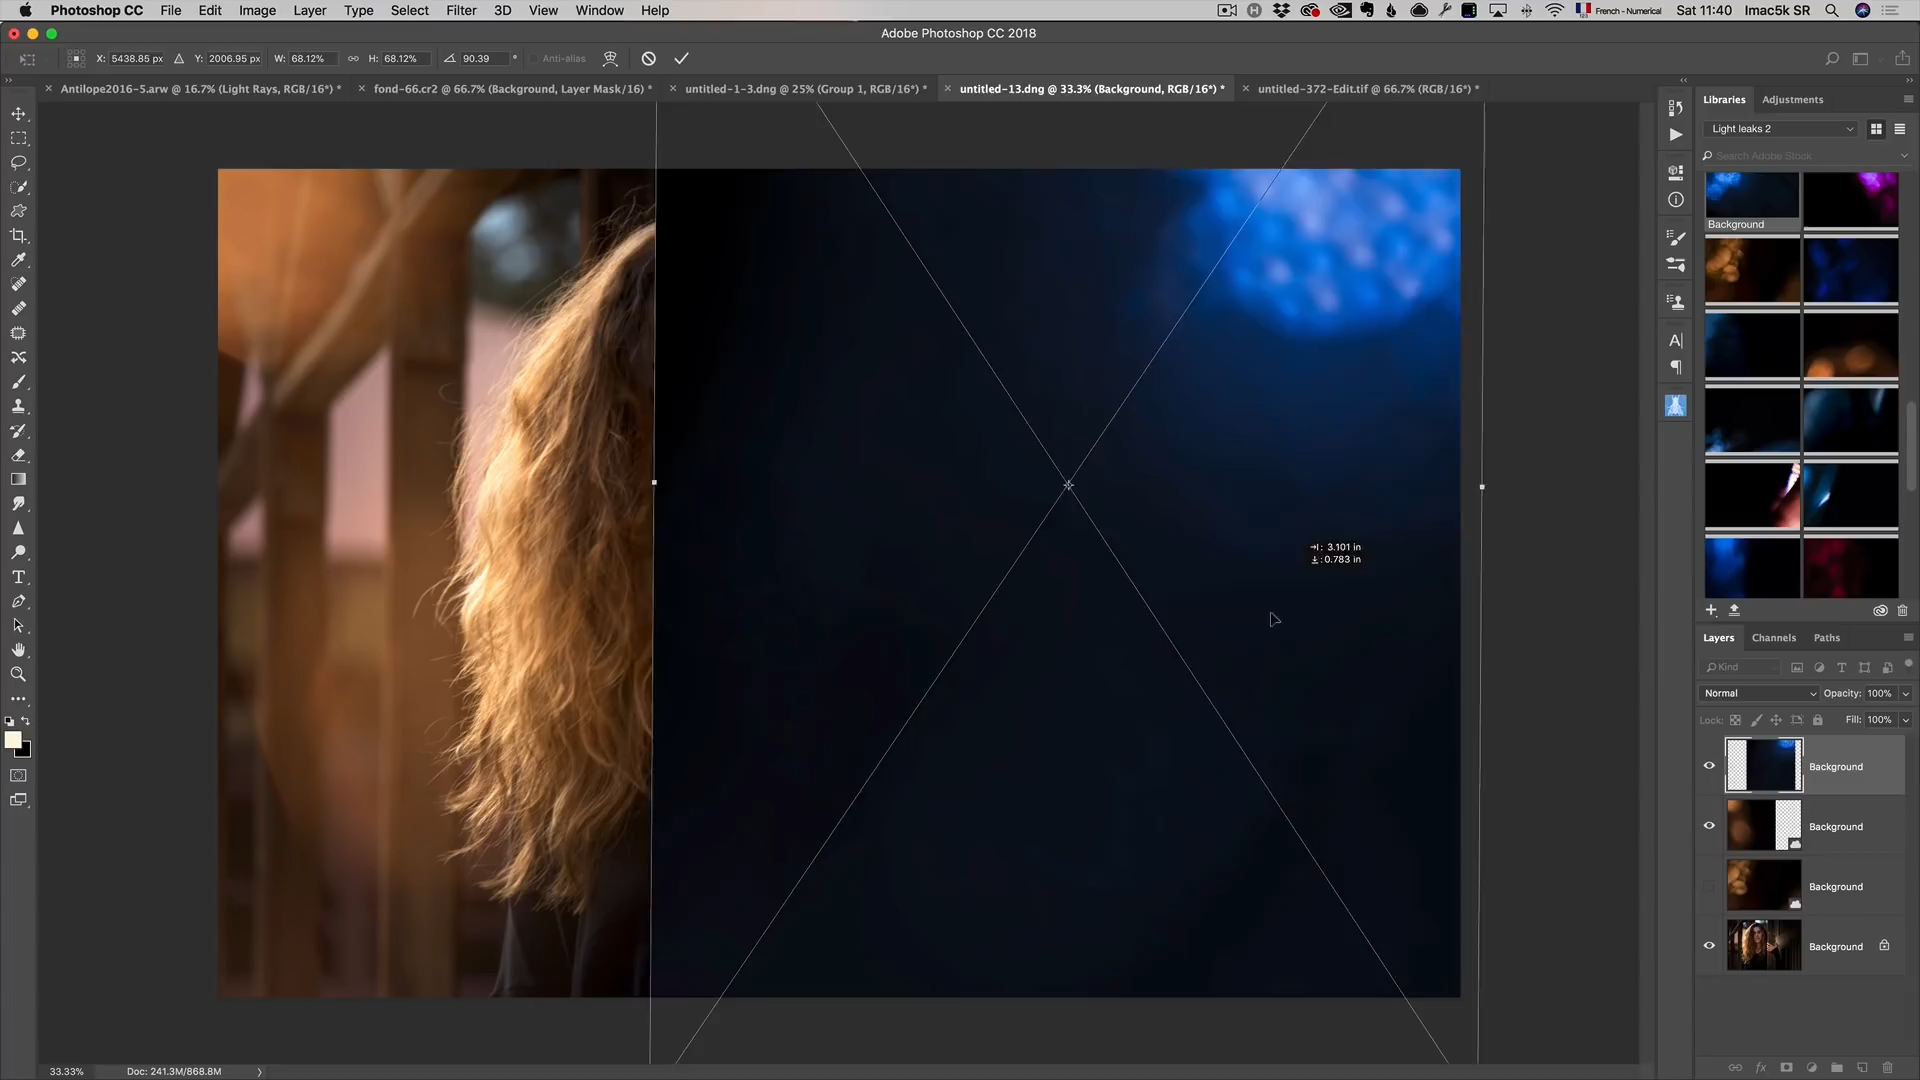 Photoshop CC File Edit Image Layer Type Select Filter 3D View Window Help French - Numerical Sat 11:40 Imac5k SR
Adobe Photoshop CC 2018
X: 5438.85 px Y: 2006.95 px W: 68.12% H: 68.12% 90.39 ° Anti-alias
Antilope2016-5.arw @ 16.7% (Light Rays, RGB/16*) * fond-66.cr2 @ 66.7% (Background, Layer Mask/16) * untitled-1-3.dng @ 25% (Group 1, RGB/16*) * untitled-13.dng @ 33.3% (Background, RGB/16*) * untitled-372-Edit.tif @ 66.7% (RGB/16*) *
Libraries Adjustments
Light leaks 2
Search Adobe Stock
Background
: 3.101 in
: 0.783 in
Layers Channels Paths
Kind
Normal Opacity: 100%
Lock: Fill: 100%
Background
Background
Background
Background
33.33% Doc: 241.3M/868.8M